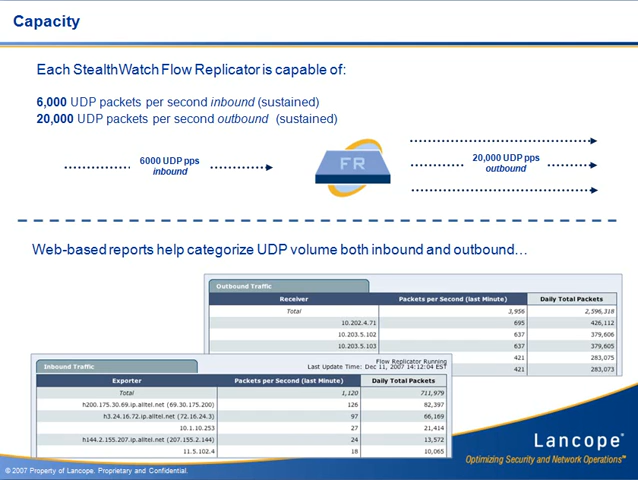 Capacity
Each StealthWatch Flow Replicator is capable of:
6,000 UDP packets per second inbound (sustained)
20,000 UDP packets per second outbound (sustained)
6000 UDP pps
inbound
FR
20,000 UDP pps
outbound
Web-based reports help categorize UDP volume both inbound and outbound…
Outbound Traffic
Receiver Packets per Second (last Minute) Daily Total Packets
Total 3,956 2,596,318
10.202.4.71 695 426,112
10.203.5.102 637 379,606
10.203.5.103 637 379,605
421 283,075
421 283,073
Flow Replicator Running
Inbound Traffic Last Update Time: Dec 11, 2007 14:12:04 EST
Exporter Packets per Second (last Minute) Daily Total Packets
Total 1,120 711,979
h200.175.30.69.ip.alltel.net (69.30.175.200) 126 82,397
h3.24.16.72.ip.alltel.net (72.16.24.3) 97 66,169
10.1.10.253 27 21,414
h144.2.155.207.ip.alltel.net (207.155.2.144) 24 13,572
11.5.102.4 18 10,065
Lancope®
Optimizing Security and Network Operations™
© 2007 Property of Lancope. Proprietary and Confidential.